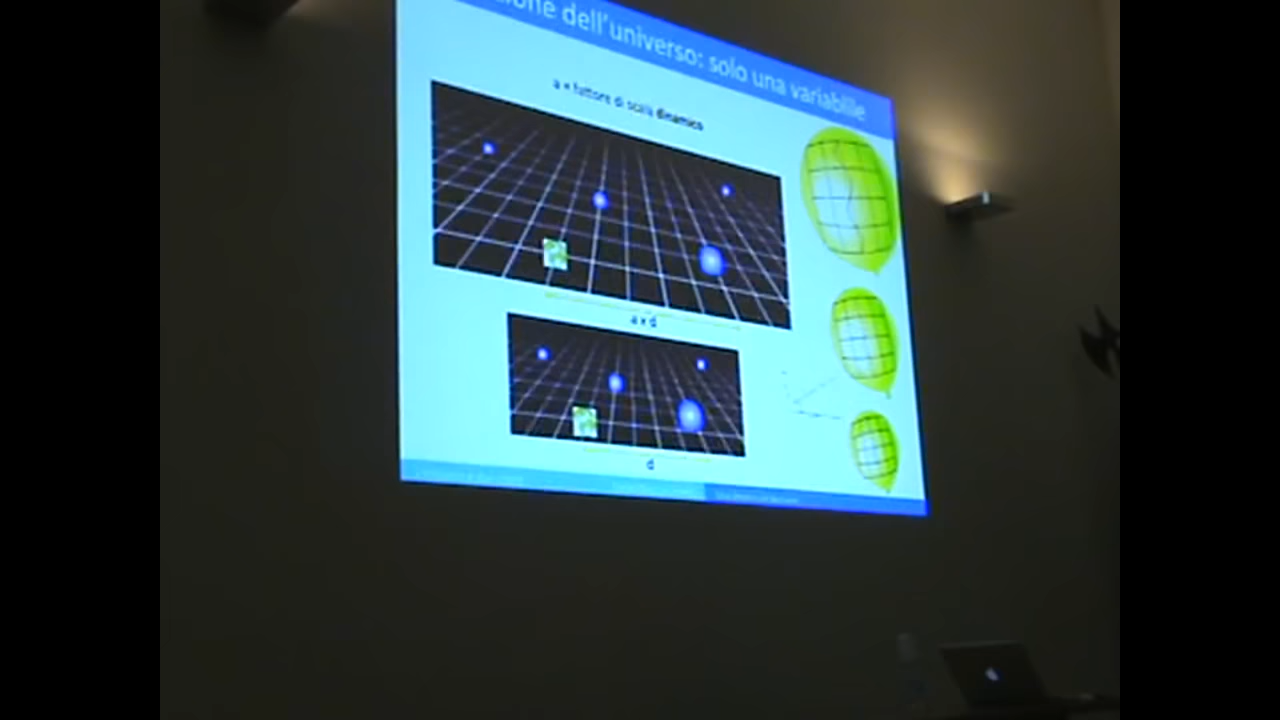 dell'universo: solo una variabile
a = fattore di scala dinamico
a x d
d